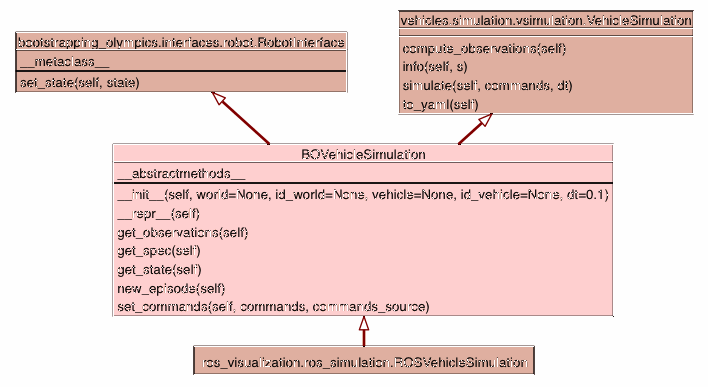 bootstrapping_olympics.interfaces.robot.RobotInterface
__metaclass__
set_state(self, state)
vehicles.simulation.vsimulation.VehicleSimulation
compute_observations(self)
info(self, s)
simulate(self, commands, dt)
to_yaml(self)
BOVehicleSimulation
__abstractmethods__
__init__(self, world=None, id_world=None, vehicle=None, id_vehicle=None, dt=0.1)
__repr__(self)
get_observations(self)
get_spec(self)
get_state(self)
new_episode(self)
set_commands(self, commands, commands_source)
ros_visualization.ros_simulation.ROSVehicleSimulation